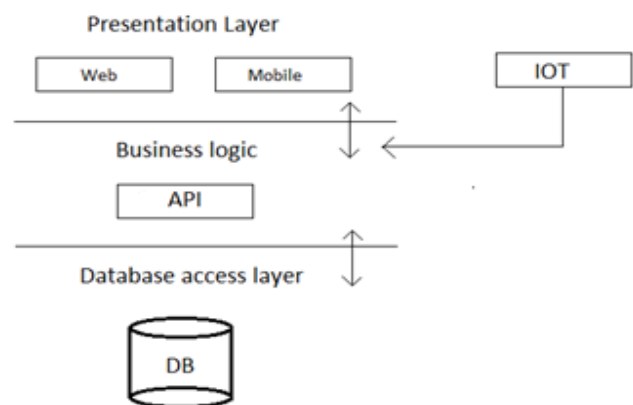 Presentation Layer
Web
Mobile
IOT
Business logic
API
Database access layer
DB